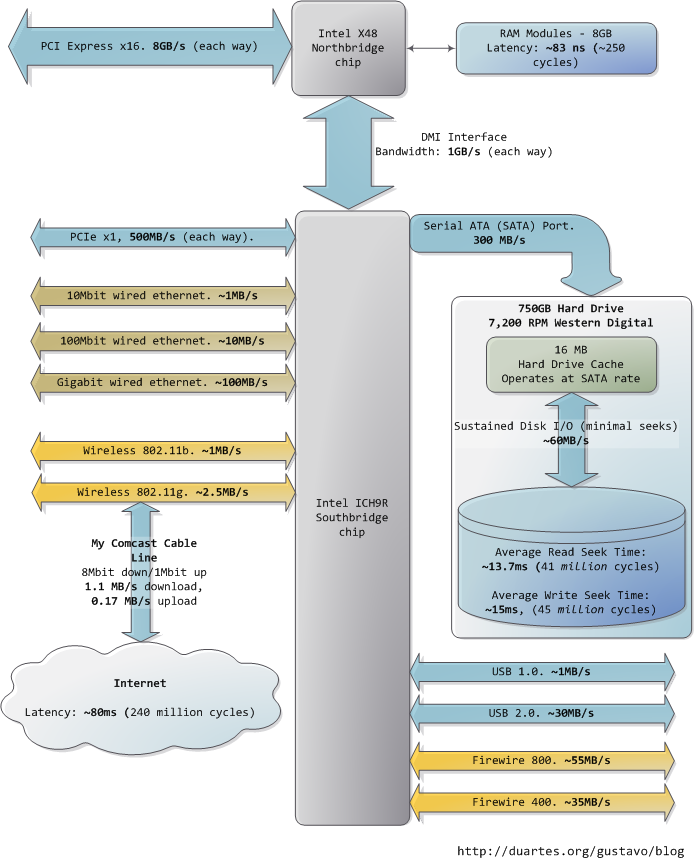 PCI Express x16. 8GB/s (each way)
Intel X48
Northbridge
chip
RAM Modules - 8GB
Latency: ~83 ns (~250
cycles)
DMI Interface
Bandwidth: 1GB/s (each way)
PCIe x1, 500MB/s (each way).
Serial ATA (SATA) Port.
300 MB/s
10Mbit wired ethernet. ~1MB/s
100Mbit wired ethernet. ~10MB/s
Gigabit wired ethernet. ~100MB/s
750GB Hard Drive
7,200 RPM Western Digital
16 MB
Hard Drive Cache
Operates at SATA rate
Sustained Disk I/O (minimal seeks)
~60MB/s
Wireless 802.11b. ~1MB/s
Wireless 802.11g. ~2.5MB/s
Intel ICH9R
Southbridge
chip
Average Read Seek Time:
~13.7ms (41 million cycles)
Average Write Seek Time:
~15ms, (45 million cycles)
My Comcast Cable
Line
8Mbit down/1Mbit up
1.1 MB/s download,
0.17 MB/s upload
Internet
Latency: ~80ms (240 million cycles)
USB 1.0. ~1MB/s
USB 2.0. ~30MB/s
Firewire 800. ~55MB/s
Firewire 400. ~35MB/s
http://duartes.org/gustavo/blog